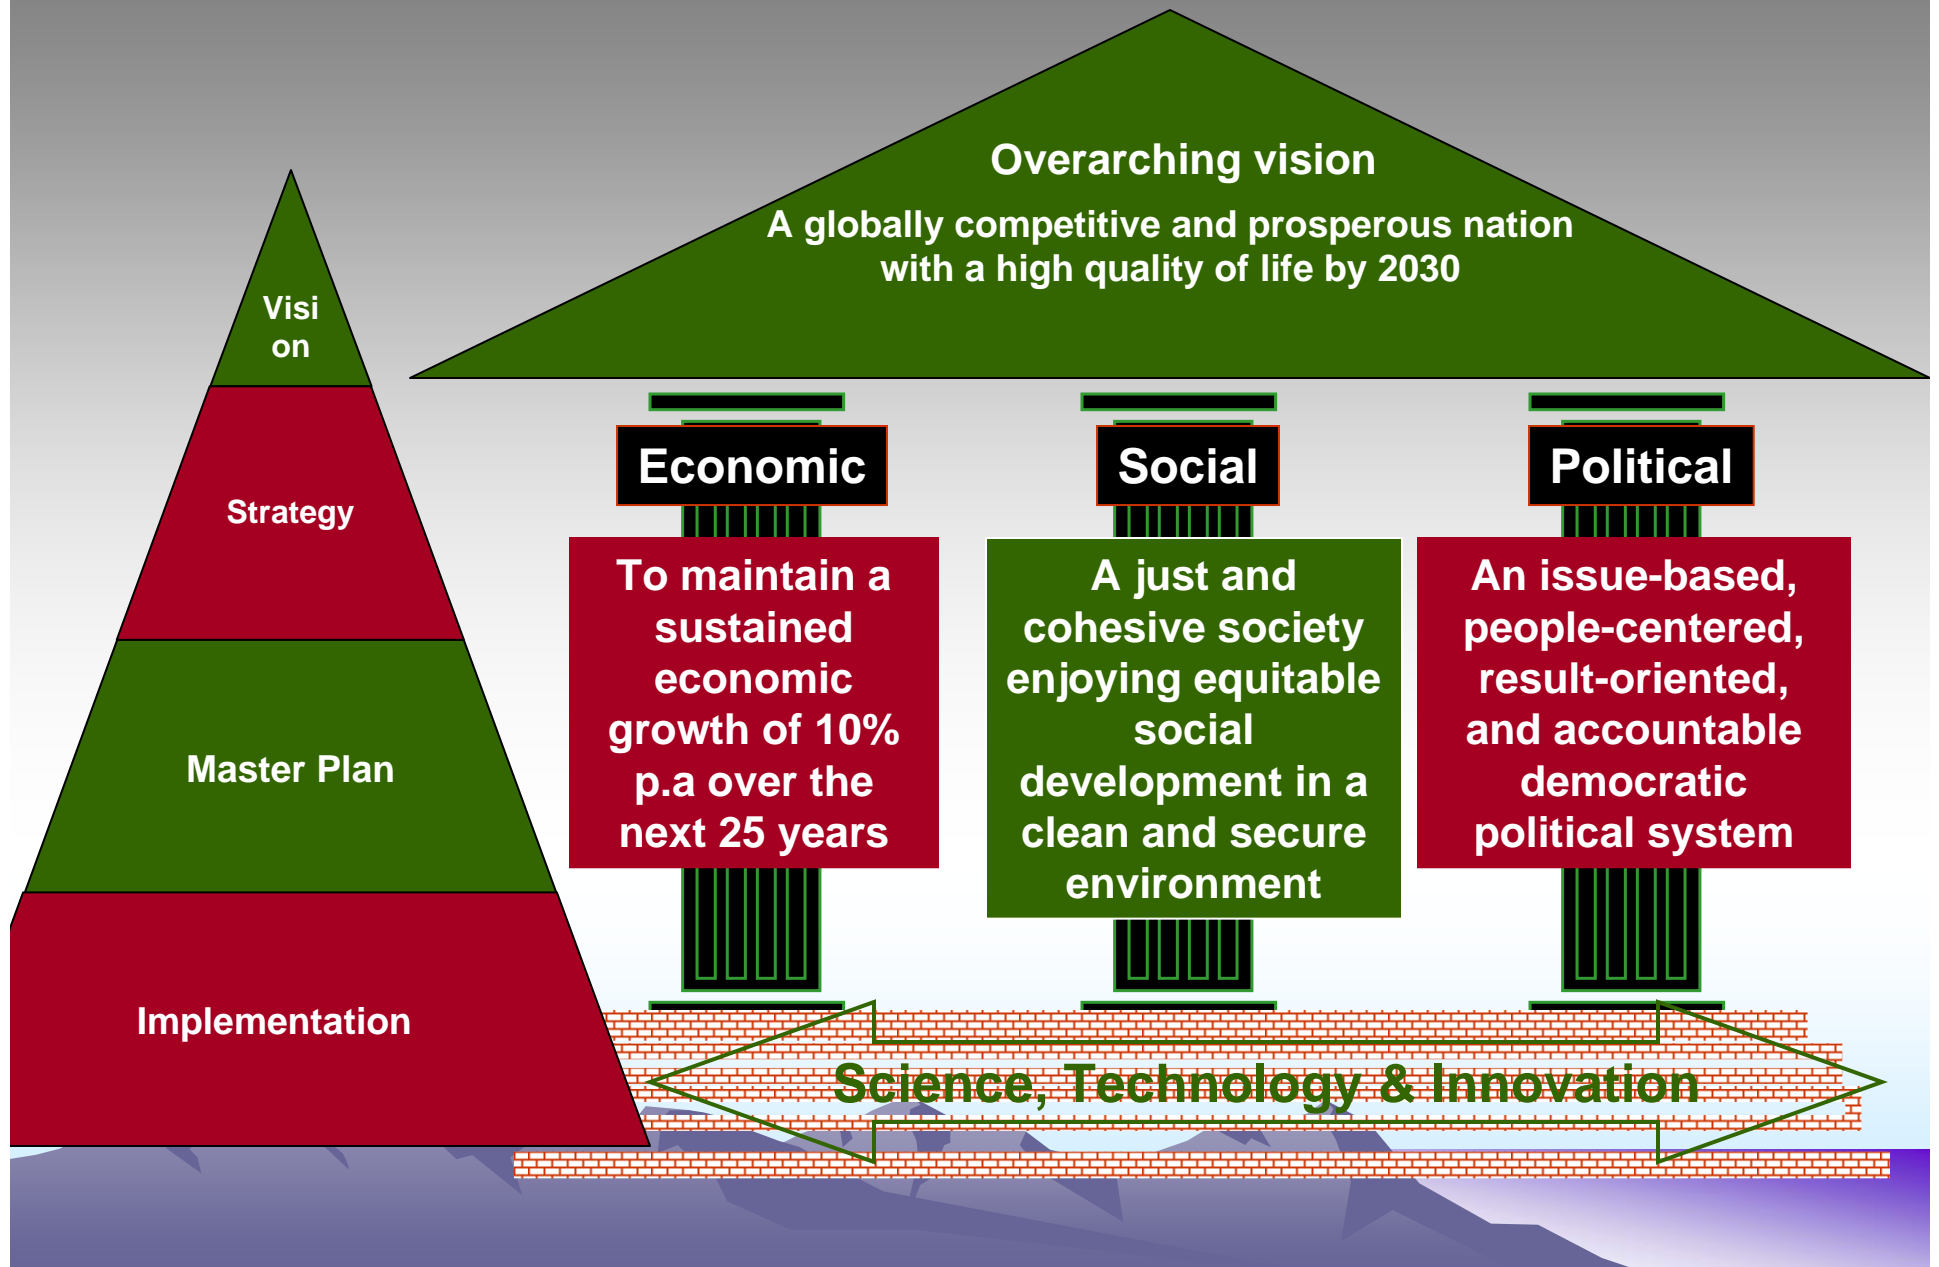 Overarching vision
A globally competitive and prosperous nation
with a high quality of life by 2030
Visi
on
Strategy
Master Plan
Implementation
Economic
To maintain a
sustained
economic
growth of 10%
p.a over the
next 25 years
Social
A just and
cohesive society
enjoying equitable
social
development in a
clean and secure
environment
Political
An issue-based,
people-centered,
result-oriented,
and accountable
democratic
political system
Science, Technology & Innovation